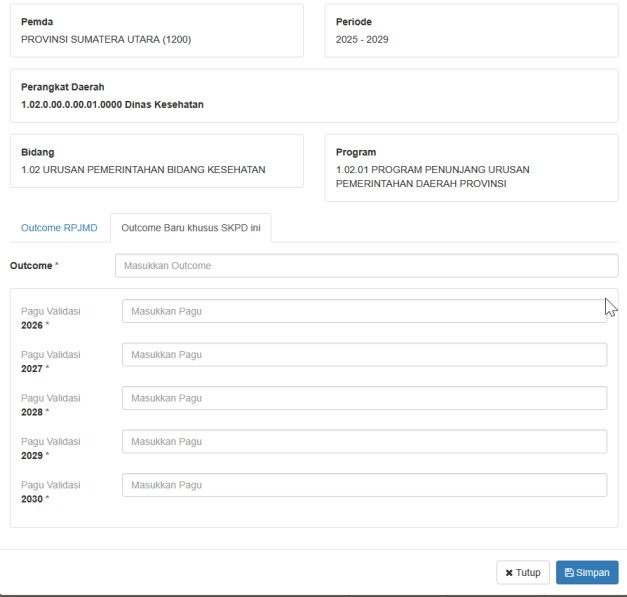 Pemda
PROVINSI SUMATERA UTARA (1200)
Periode
2025 - 2029
Perangkat Daerah
1.02.0.00.0.00.01.0000 Dinas Kesehatan
Bidang
1.02 URUSAN PEMERINTAHAN BIDANG KESEHATAN
Program
1.02.01 PROGRAM PENUNJANG URUSAN
PEMERINTAHAN DAERAH PROVINSI
Outcome RPJMD
Outcome Baru khusus SKPD ini
Outcome *
Masukkan Outcome
Pagu Validasi
2026 *
Masukkan Pagu
Pagu Validasi
2027 *
Masukkan Pagu
Pagu Validasi
2028 *
Masukkan Pagu
Pagu Validasi
2029 *
Masukkan Pagu
Pagu Validasi
2030 *
Masukkan Pagu
Tutup
Simpan